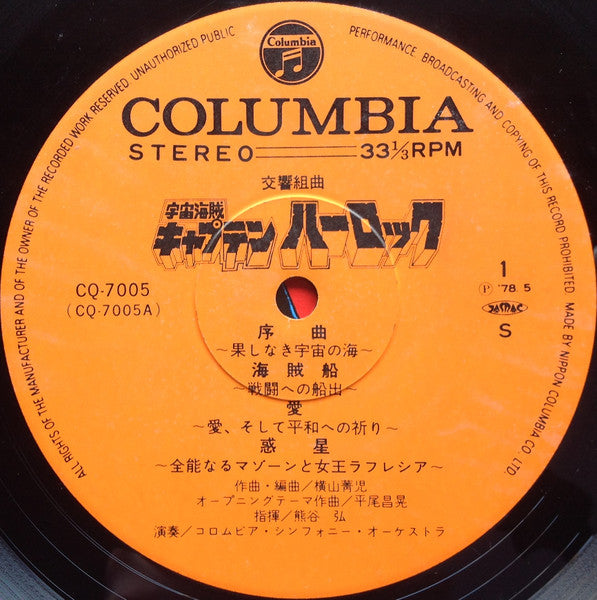 ALL RIGHTS OF THE MANUFACTURER AND OF THE OWNER OF THE RECORDED WORK RESERVED UNAUTHORIZED PUBLIC PERFORMANCE, BROADCASTING AND COPYING OF THIS RECORD PROHIBITED. MADE BY NIPPON COLUMBIA CO., LTD.
Columbia
COLUMBIA
STEREO 33 1/3 RPM
交響組曲
宇宙海賊
キャプテン ハーロック
CQ-7005
(CQ-7005A)
1
Ⓟ '78. 5
JASRAC
S
序曲
~果しなき宇宙の海~
海賊船
~戦闘への船出~
愛
~愛、そして平和への祈り~
惑星
~全能なるマゾーンと女王ラフレシア~
作曲・編曲/横山菁児
オープニングテーマ作曲/平尾昌晃
指揮/熊谷 弘
演奏/コロムビア・シンフォニー・オーケストラ